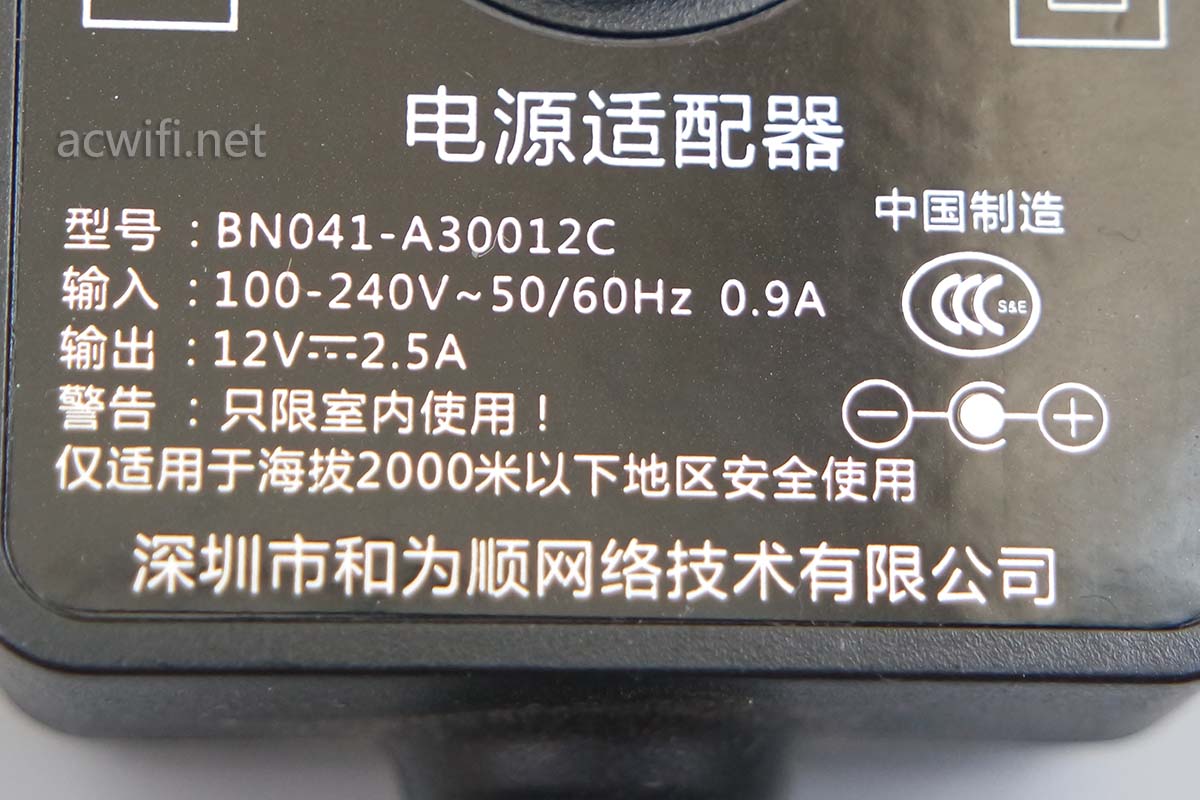 acwifi.net
电源适配器
中国制造
型号 : BN041-A30012C
输入 : 100-240V~50/60Hz 0.9A
S&E
输出 : 12V⎓2.5A
警告 : 只限室内使用!
仅适用于海拔2000米以下地区安全使用
深圳市和为顺网络技术有限公司